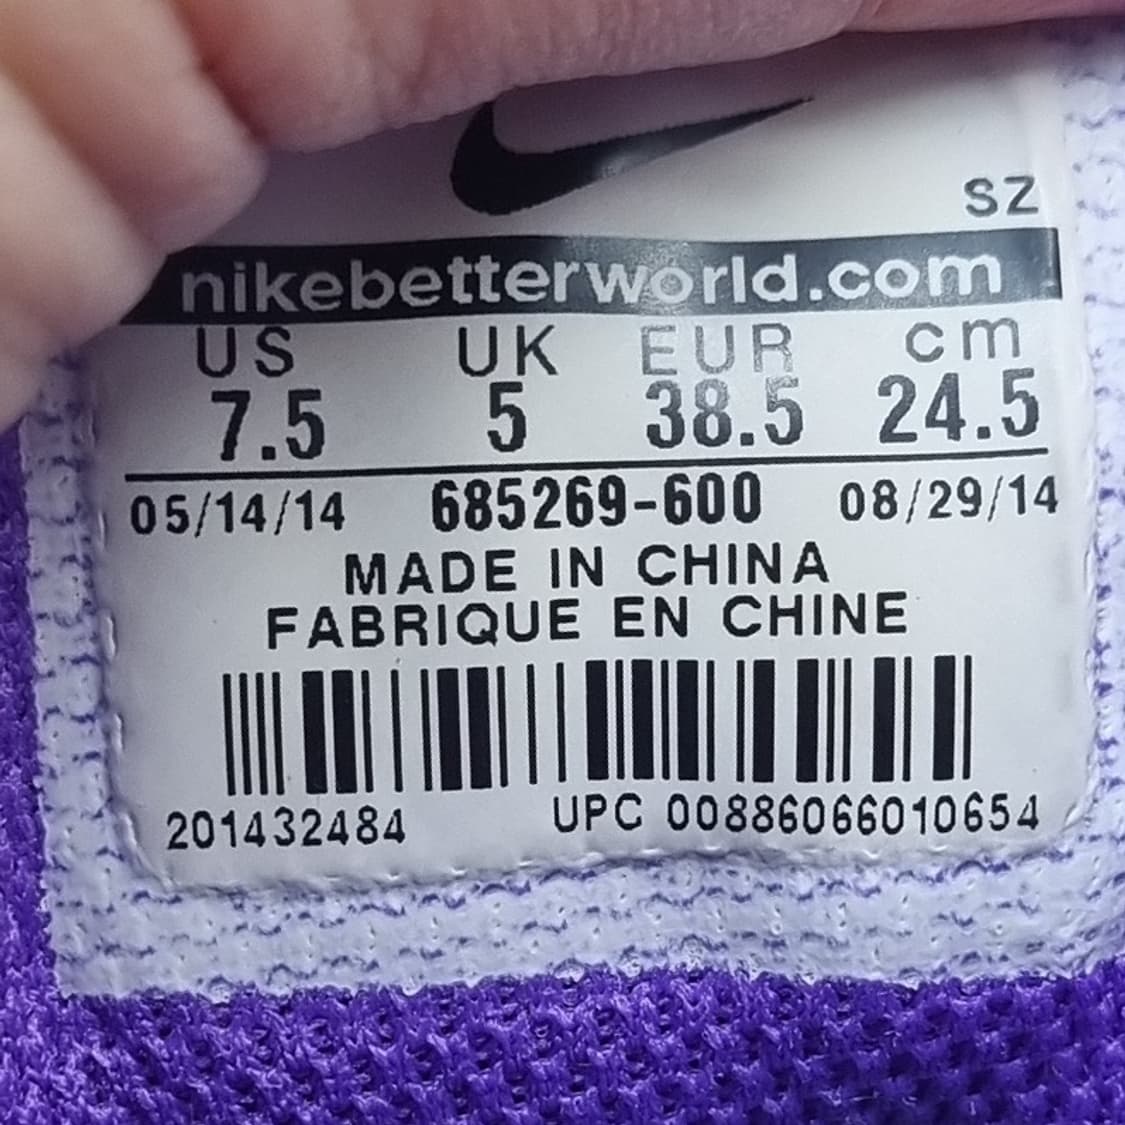 SZ
nikebetterworld.com
US UK EUR cm
7.5 5 38.5 24.5
05/14/14 685269-600 08/29/14
MADE IN CHINA
FABRIQUE EN CHINE
201432484 UPC 00886066010654